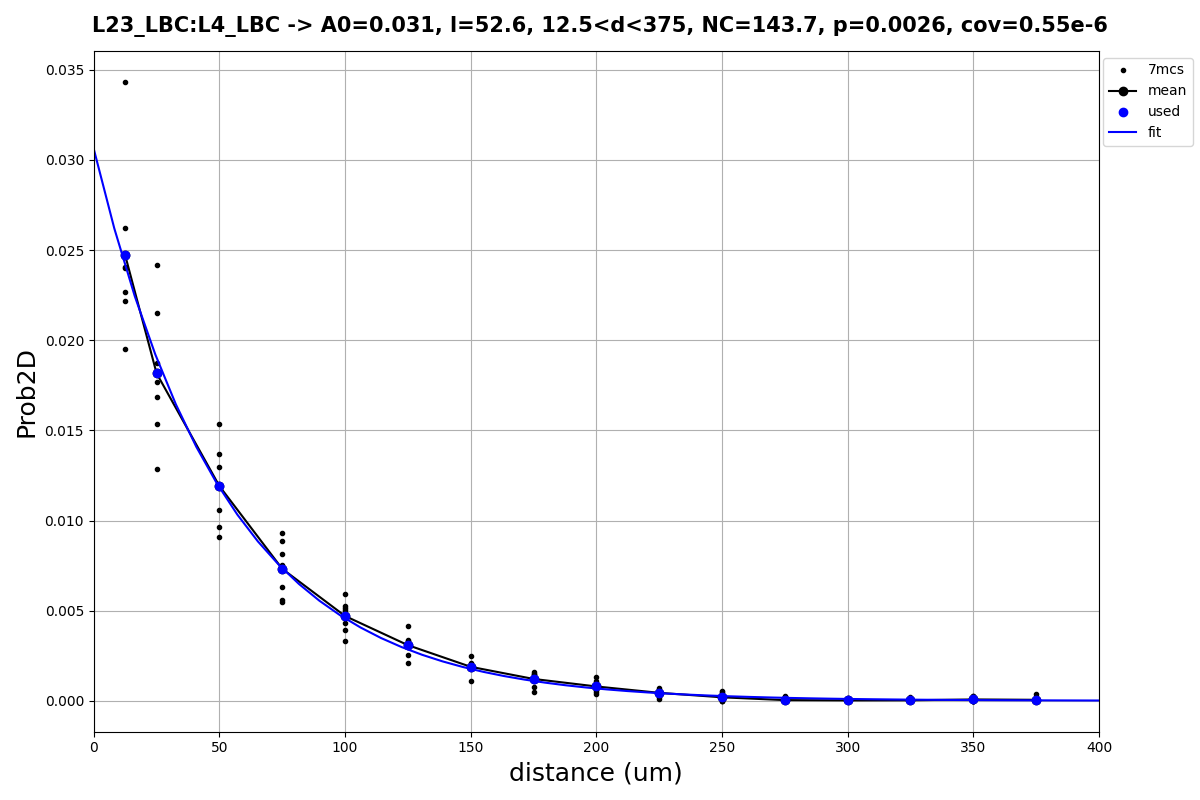 L23_LBC:L4_LBC -> A0=0.031, l=52.6, 12.5<d<375, NC=143.7, p=0.0026, cov=0.55e-6
7mcs
mean
used
fit
Prob2D
0.035
0.030
0.025
0.020
0.015
0.010
0.005
0.000
0 50 100 150 200 250 300 350 400
distance (um)